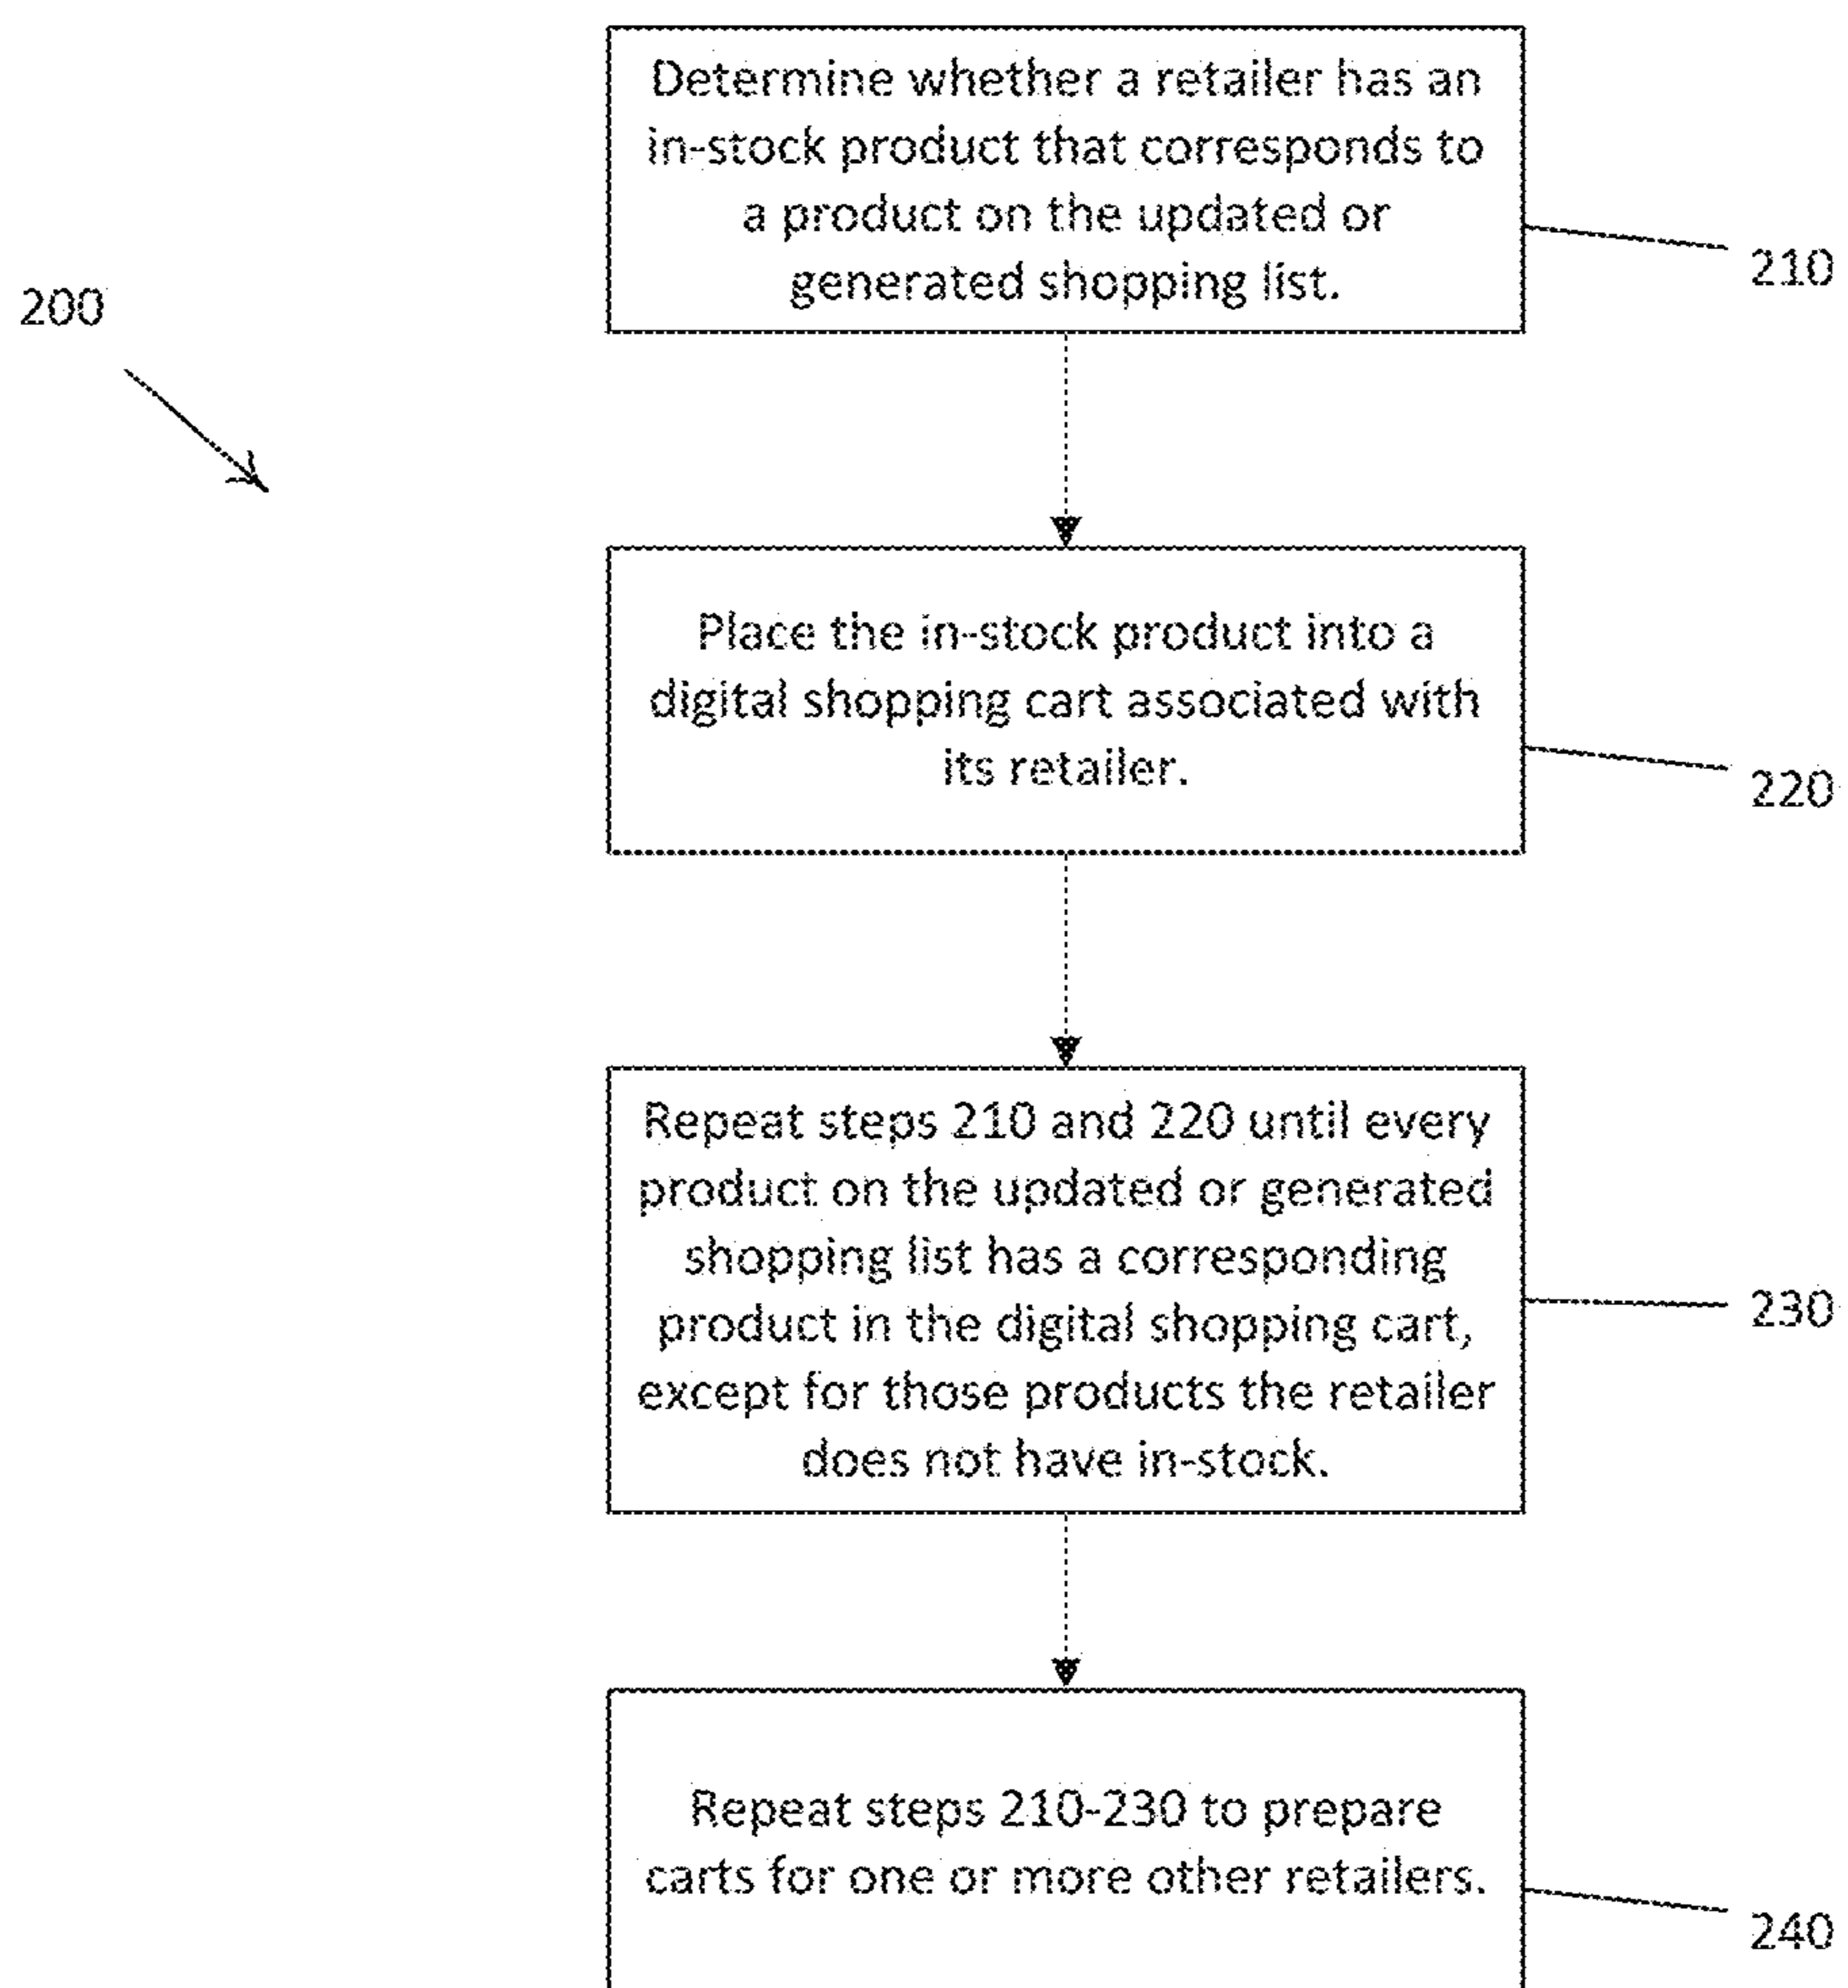 Determine whether a retailer has an
in-stock product that corresponds to
a product on the updated or
generated shopping list.
210
200
Place the in-stock product into a
digital shopping cart associated with
its retailer.
220
Repeat steps 210 and 220 until every
product on the updated or generated
shopping list has a corresponding
product in the digital shopping cart,
except for those products the retailer
does not have in-stock.
230
Repeat steps 210-230 to prepare
carts for one or more other retailers.
240